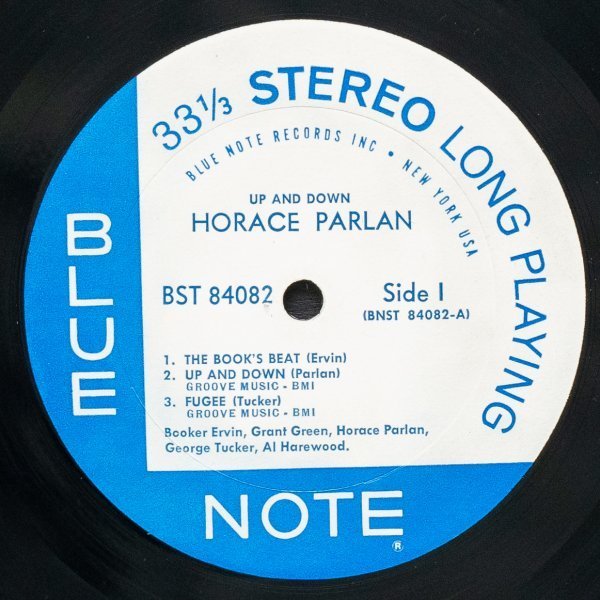 33⅓ STEREO LONG PLAYING
BLUE NOTE RECORDS INC • NEW YORK USA
UP AND DOWN
HORACE PARLAN
BLUE
BST 84082
Side 1
(BNST 84082-A)
1. THE BOOK'S BEAT (Ervin)
2. UP AND DOWN (Parlan)
GROOVE MUSIC - BMI
3. FUGEE (Tucker)
GROOVE MUSIC - BMI
Booker Ervin, Grant Green, Horace Parlan,
George Tucker, Al Harewood.
NOTE ®